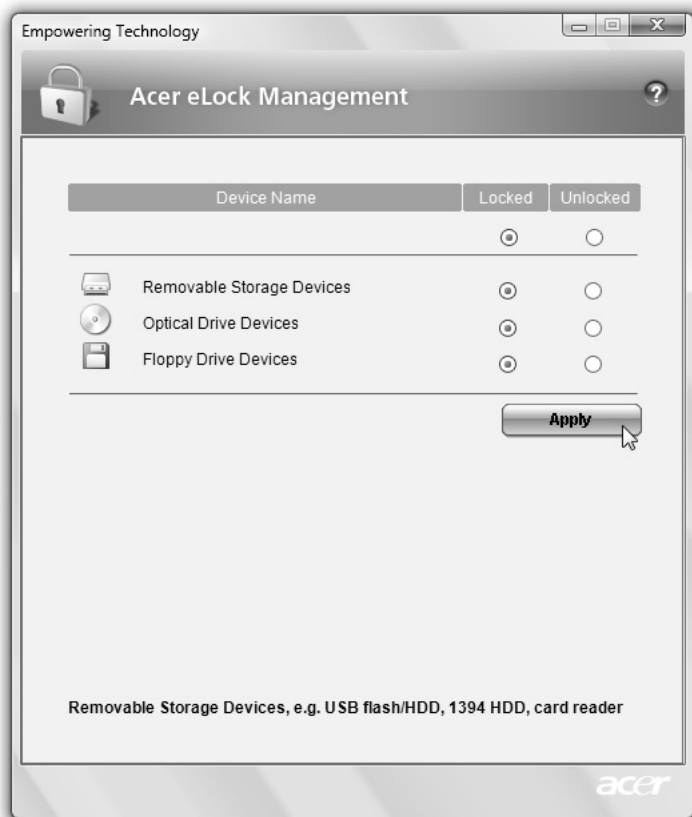 Empowering Technology
Acer eLock Management
?
Device Name Locked Unlocked
Removable Storage Devices
Optical Drive Devices
Floppy Drive Devices
Apply
Removable Storage Devices, e.g. USB flash/HDD, 1394 HDD, card reader
acer